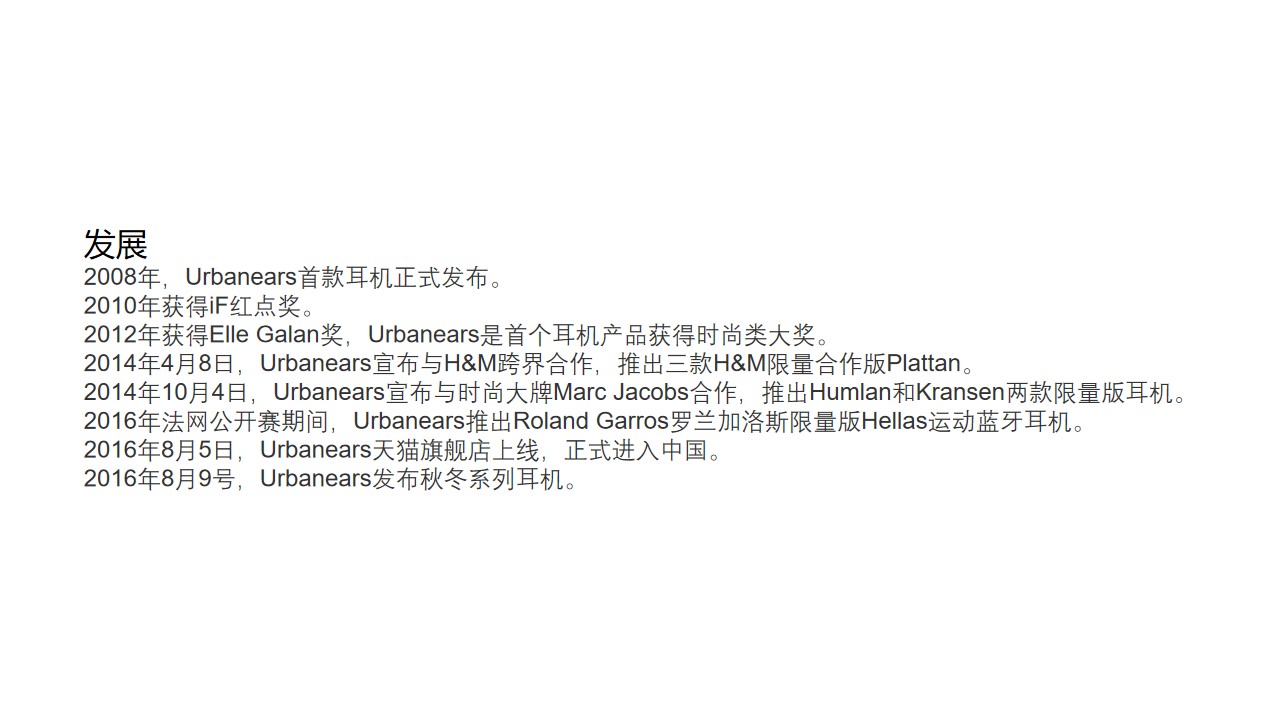 发展
2008年，Urbanears首款耳机正式发布。
2010年获得iF红点奖。
2012年获得Elle Galan奖，Urbanears是首个耳机产品获得时尚类大奖。
2014年4月8日，Urbanears宣布与H&M跨界合作，推出三款H&M限量合作版Plattan。
2014年10月4日，Urbanears宣布与时尚大牌Marc Jacobs合作，推出Humlan和Kransen两款限量版耳机。
2016年法网公开赛期间，Urbanears推出Roland Garros罗兰加洛斯限量版Hellas运动蓝牙耳机。
2016年8月5日，Urbanears天猫旗舰店上线，正式进入中国。
2016年8月9号，Urbanears发布秋冬系列耳机。